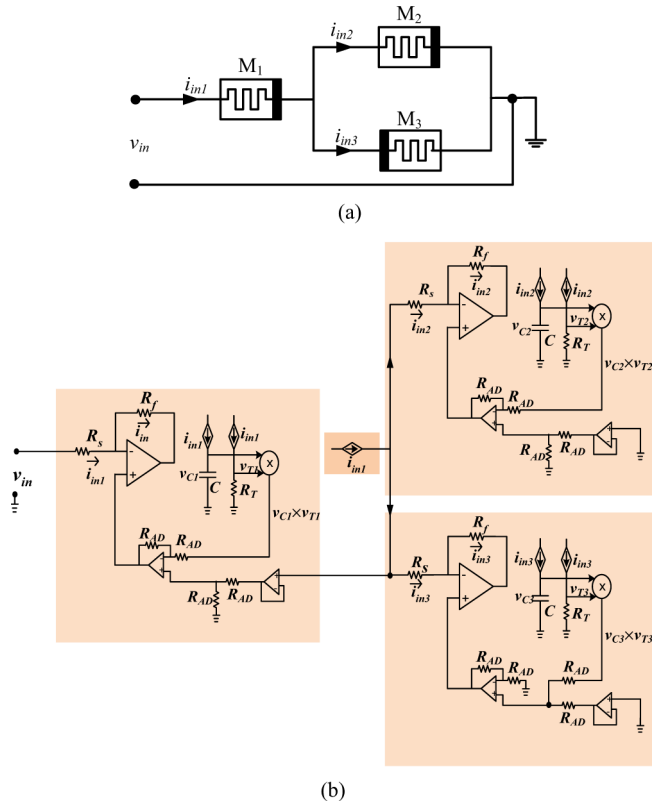 M1
M2
M3
iin1
iin2
iin3
vin
(a)
Rf
iin2
Rs
iin2
iin2
iin2
vC2
C
vT2
RT
x
vC2×vT2
RAD
RAD
RAD
RAD
Rf
iin
Rs
iin1
vin
iin1
iin1
vC1
C
vT1
RT
x
vC1×vT1
RAD
RAD
RAD
RAD
iin1
Rf
iin3
Rs
iin3
iin3
iin3
vC3
C
vT3
RT
x
vC3×vT3
RAD
RAD
RAD
RAD
(b)